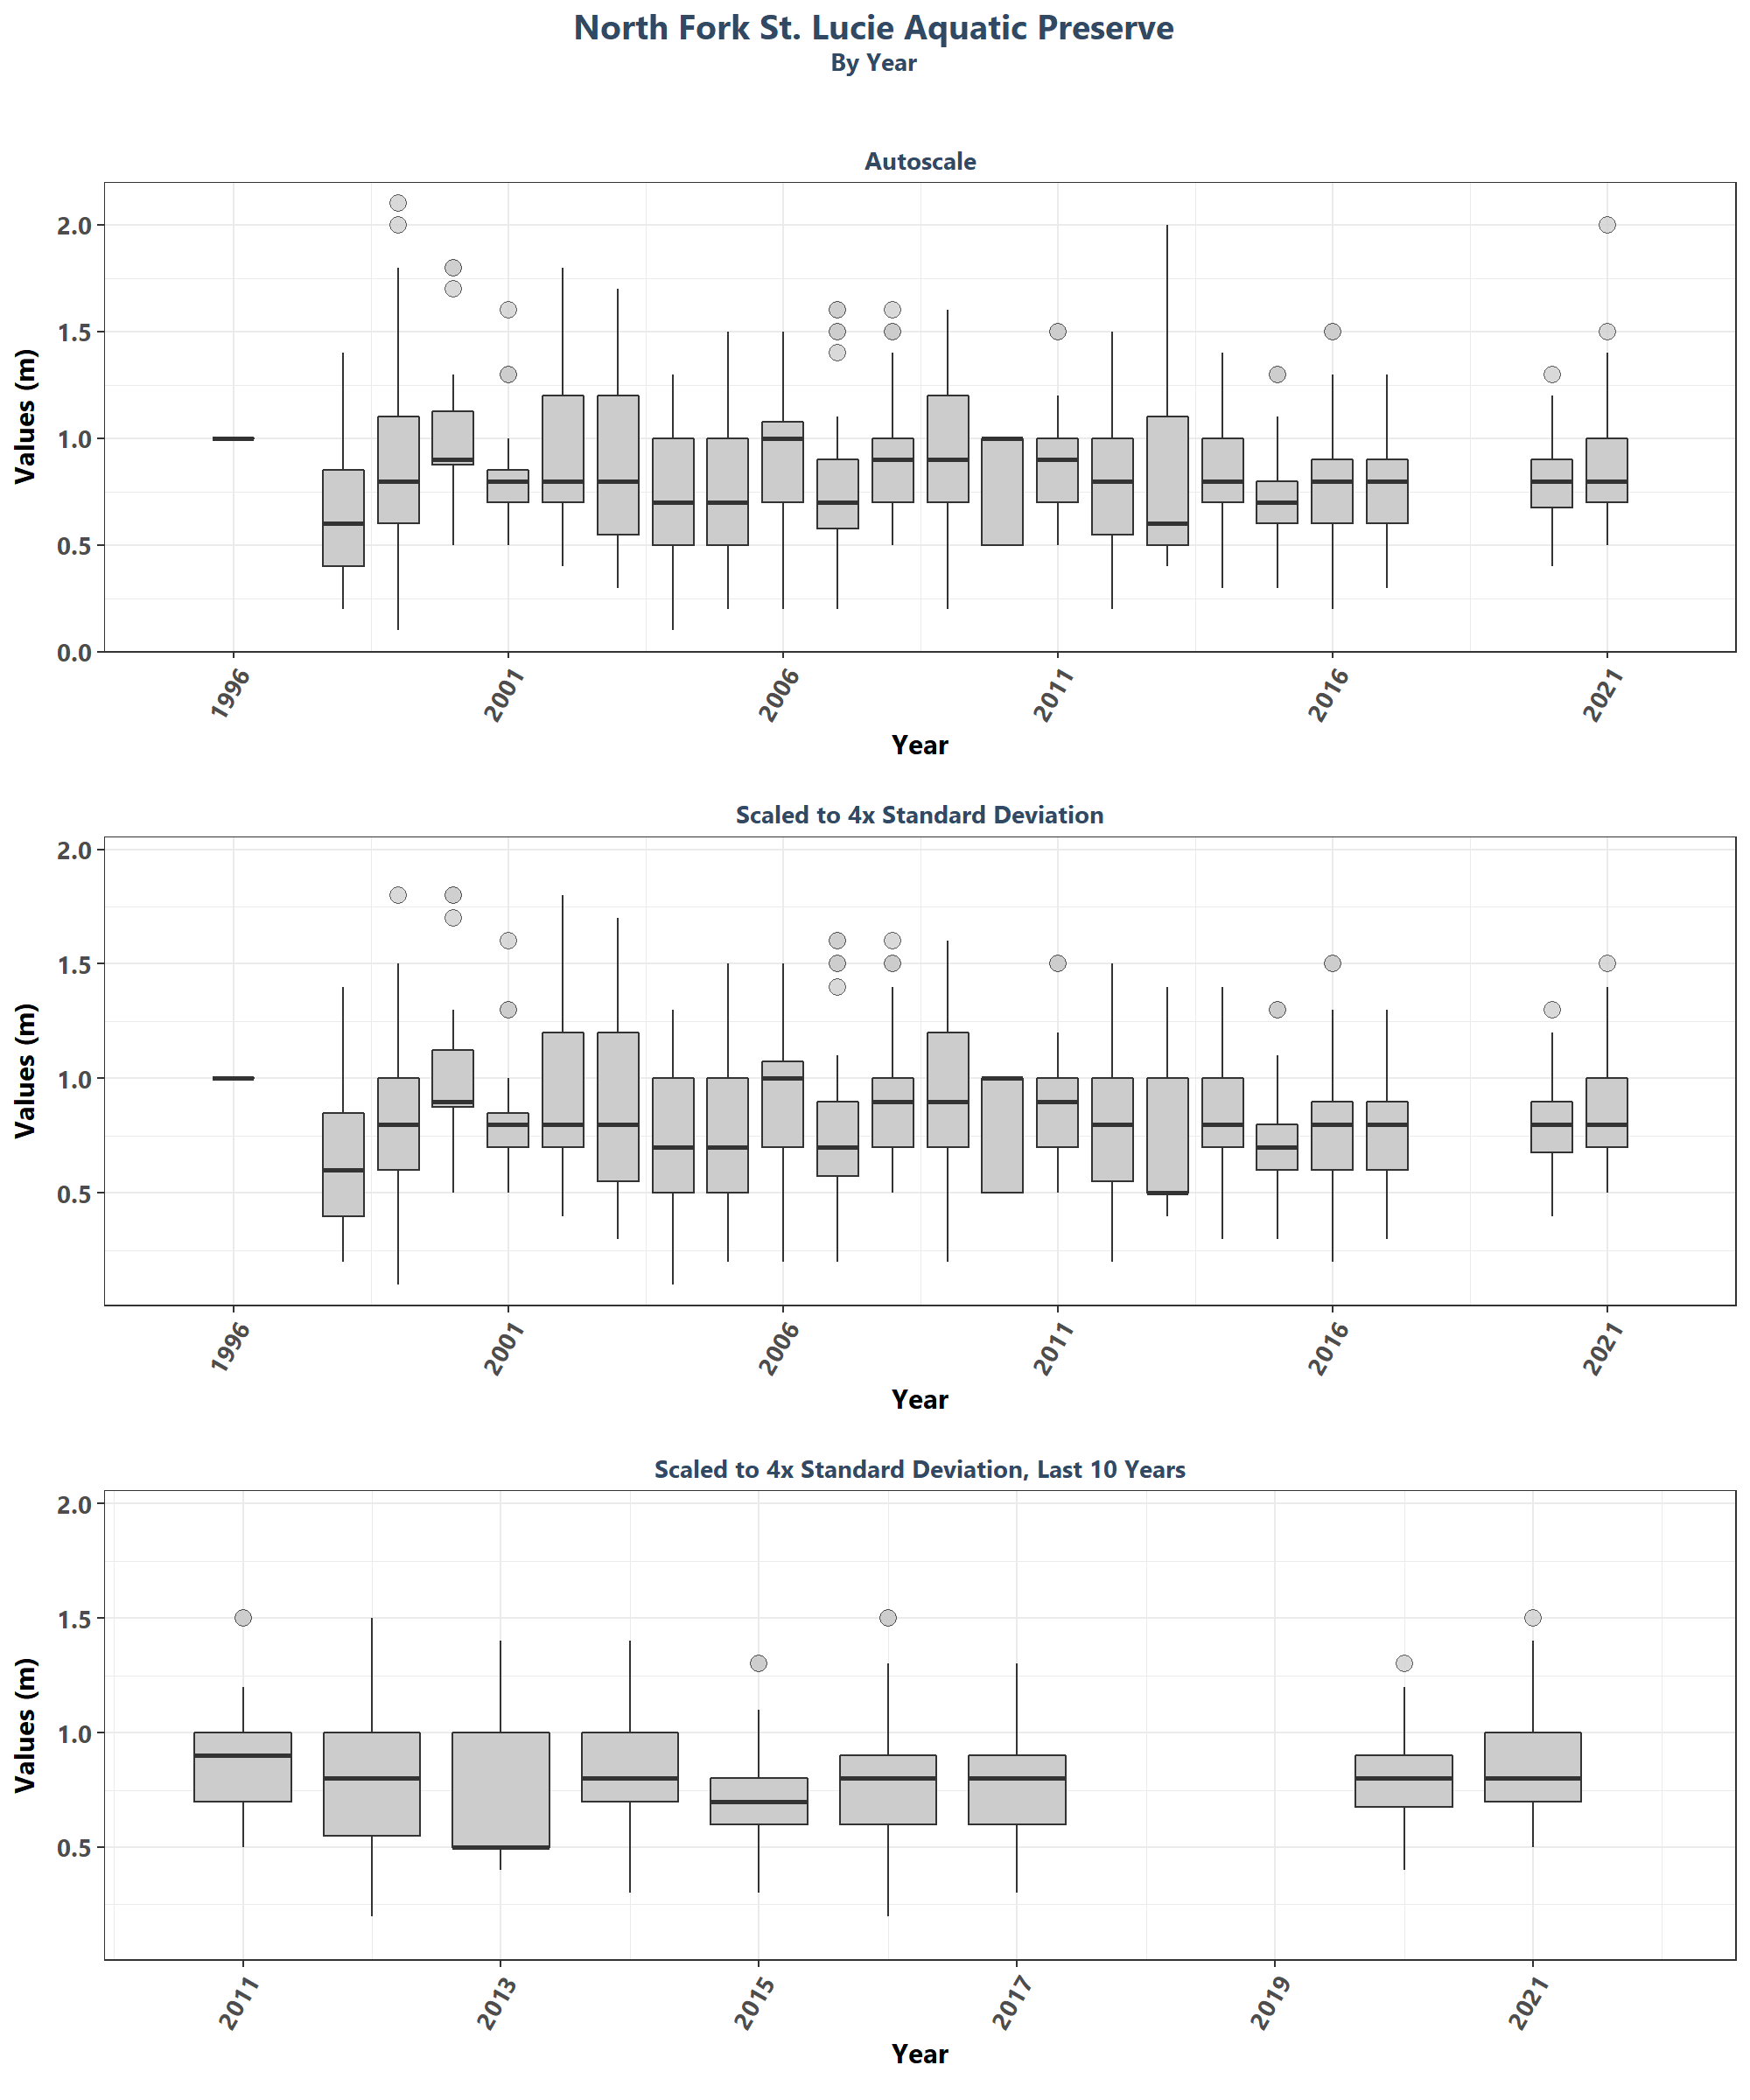 North Fork St. Lucie Aquatic Preserve
By Year
Autoscale
Values (m)
2.0
1.5
1.0
0.5
0.0
1996 2001 2006 2011 2016 2021
Year
Scaled to 4x Standard Deviation
Values (m)
2.0
1.5
1.0
0.5
1996 2001 2006 2011 2016 2021
Year
Scaled to 4x Standard Deviation, Last 10 Years
Values (m)
2.0
1.5
1.0
0.5
2011 2013 2015 2017 2019 2021
Year